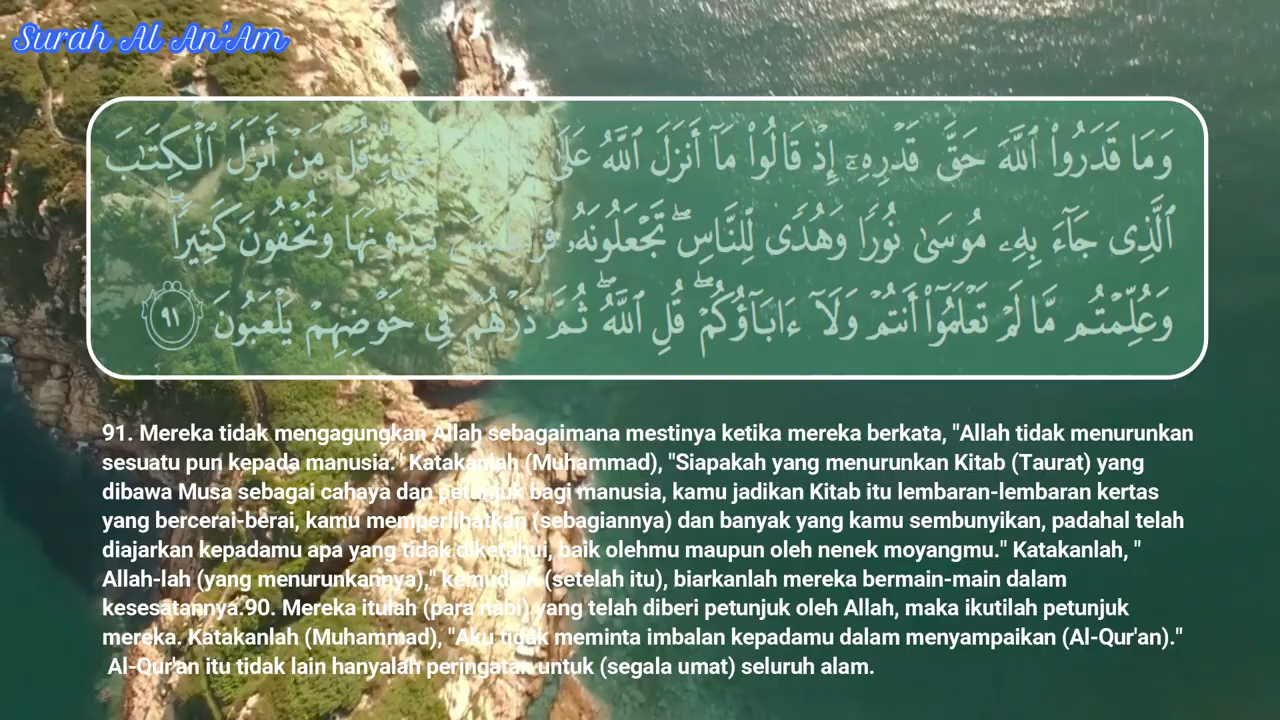 Surah Al An'Am
وَمَا قَدَرُوا۟ ٱللَّهَ حَقَّ قَدْرِهِۦٓ إِذْ قَالُوا۟ مَآ أَنزَلَ ٱللَّهُ عَلَىٰ قُلْ مَنْ أَنزَلَ ٱلْكِتَـٰبَ
ٱلَّذِى جَآءَ بِهِۦ مُوسَىٰ نُورًا وَهُدًى لِّلنَّاسِ ۖ تَجْعَلُونَهُۥ تُبْدُونَهَا وَتُخْفُونَ كَثِيرًا ۖ
وَعُلِّمْتُم مَّا لَمْ تَعْلَمُوٓا۟ أَنتُمْ وَلَآ ءَابَآؤُكُمْ ۖ قُلِ ٱللَّهُ ۖ ثُمَّ ذَرْهُمْ فِى خَوْضِهِمْ يَلْعَبُونَ ٩١
91. Mereka tidak mengagungkan Allah sebagaimana mestinya ketika mereka berkata, "Allah tidak menurunkan
sesuatu pun kepada manusia." Katakanlah (Muhammad), "Siapakah yang menurunkan Kitab (Taurat) yang
dibawa Musa sebagai cahaya dan petunjuk bagi manusia, kamu jadikan Kitab itu lembaran-lembaran kertas
yang bercerai-berai, kamu memperlihatkan (sebagiannya) dan banyak yang kamu sembunyikan, padahal telah
diajarkan kepadamu apa yang tidak diketahui, baik olehmu maupun oleh nenek moyangmu." Katakanlah, "
Allah-lah (yang menurunkannya)," kemudian (setelah itu), biarkanlah mereka bermain-main dalam
kesesatannya.90. Mereka itulah (para nabi) yang telah diberi petunjuk oleh Allah, maka ikutilah petunjuk
mereka. Katakanlah (Muhammad), "Aku tidak meminta imbalan kepadamu dalam menyampaikan (Al-Qur'an)."
Al-Qur'an itu tidak lain hanyalah peringatan untuk (segala umat) seluruh alam.